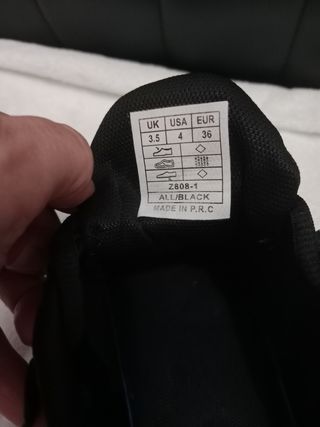 UK USA EUR
3.5 4 36
Z808-1
ALL/BLACK
MADE IN P.R.C